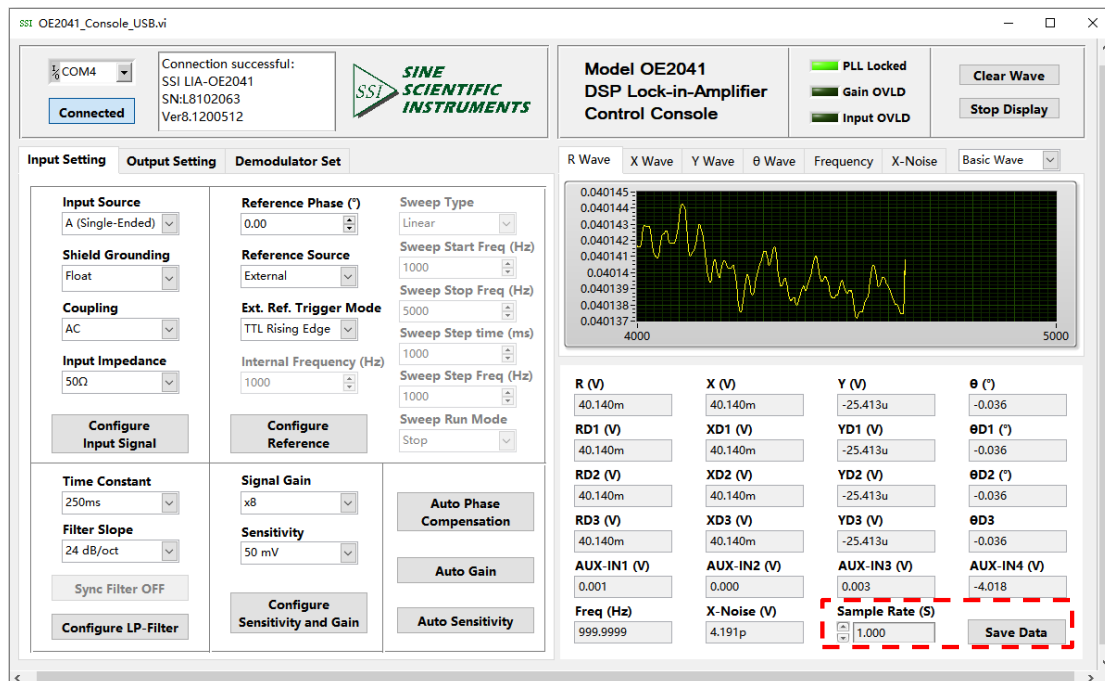 SSI OE2041_Console_USB.vi
I/O COM4
Connected
Connection successful:
SSI LIA-OE2041
SN:L8102063
Ver8.1200512
SSI
SINE
SCIENTIFIC
INSTRUMENTS
Model OE2041
DSP Lock-in-Amplifier
Control Console
PLL Locked
Gain OVLD
Input OVLD
Clear Wave
Stop Display
Input Setting
Output Setting
Demodulator Set
Input Source
A (Single-Ended)
Shield Grounding
Float
Coupling
AC
Input Impedance
50Ω
Configure
Input Signal
Reference Phase (°)
0.00
Reference Source
External
Ext. Ref. Trigger Mode
TTL Rising Edge
Internal Frequency (Hz)
1000
Configure
Reference
Sweep Type
Linear
Sweep Start Freq (Hz)
1000
Sweep Stop Freq (Hz)
5000
Sweep Step time (ms)
1000
Sweep Step Freq (Hz)
1000
Sweep Run Mode
Stop
Time Constant
250ms
Filter Slope
24 dB/oct
Sync Filter OFF
Configure LP-Filter
Signal Gain
x8
Sensitivity
50 mV
Configure
Sensitivity and Gain
Auto Phase
Compensation
Auto Gain
Auto Sensitivity
R Wave
X Wave
Y Wave
θ Wave
Frequency
X-Noise
Basic Wave
0.040145
0.040144
0.040143
0.040142
0.040141
0.04014
0.040139
0.040138
0.040137
4000
5000
R (V)
X (V)
Y (V)
θ (°)
40.140m
40.140m
-25.413u
-0.036
RD1 (V)
XD1 (V)
YD1 (V)
θD1 (°)
40.140m
40.140m
-25.413u
-0.036
RD2 (V)
XD2 (V)
YD2 (V)
θD2 (°)
40.140m
40.140m
-25.413u
-0.036
RD3 (V)
XD3 (V)
YD3 (V)
θD3
40.140m
40.140m
-25.413u
-0.036
AUX-IN1 (V)
AUX-IN2 (V)
AUX-IN3 (V)
AUX-IN4 (V)
0.001
0.000
0.003
-4.018
Freq (Hz)
X-Noise (V)
Sample Rate (S)
999.9999
4.191p
1.000
Save Data